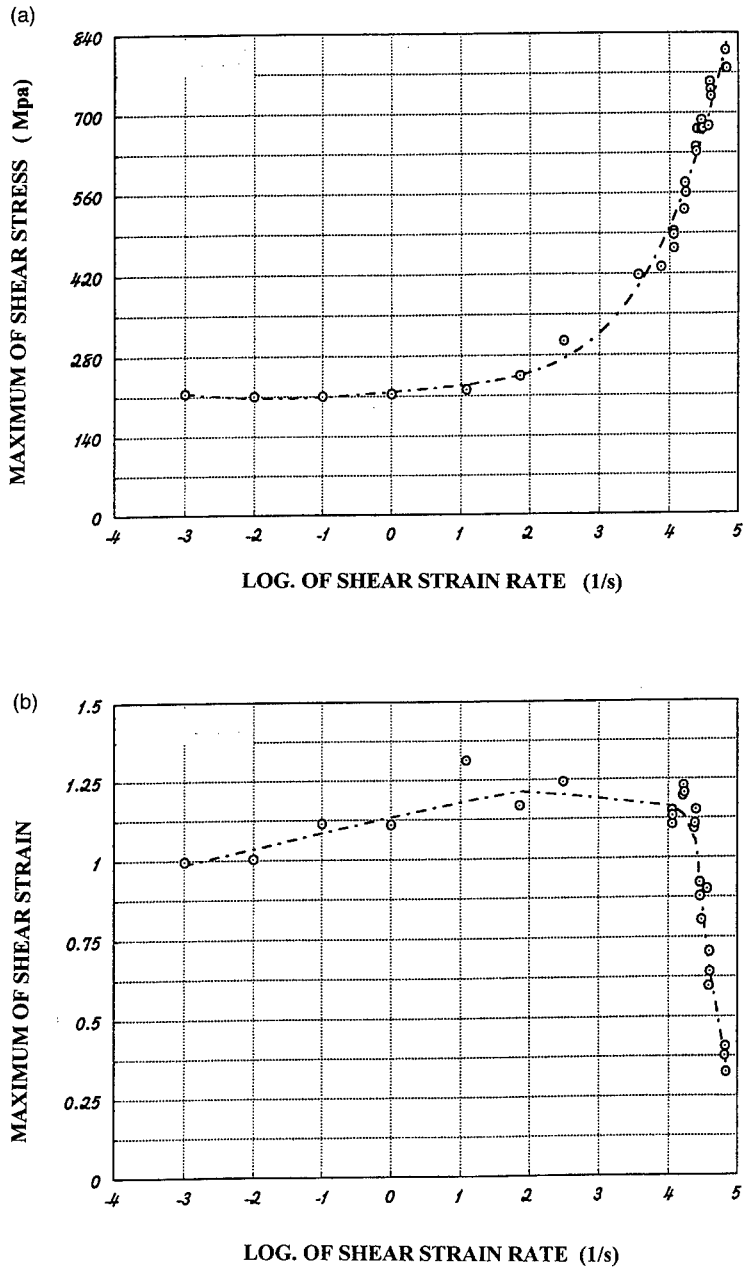 (a)
MAXIMUM OF SHEAR STRESS ( Mpa)
840
700
560
420
280
140
0
-4 -3 -2 -1 0 1 2 3 4 5
LOG. OF SHEAR STRAIN RATE (1/s)
(b)
MAXIMUM OF SHEAR STRAIN
1.5
1.25
1
0.75
0.5
0.25
0
-4 -3 -2 -1 0 1 2 3 4 5
LOG. OF SHEAR STRAIN RATE (1/s)